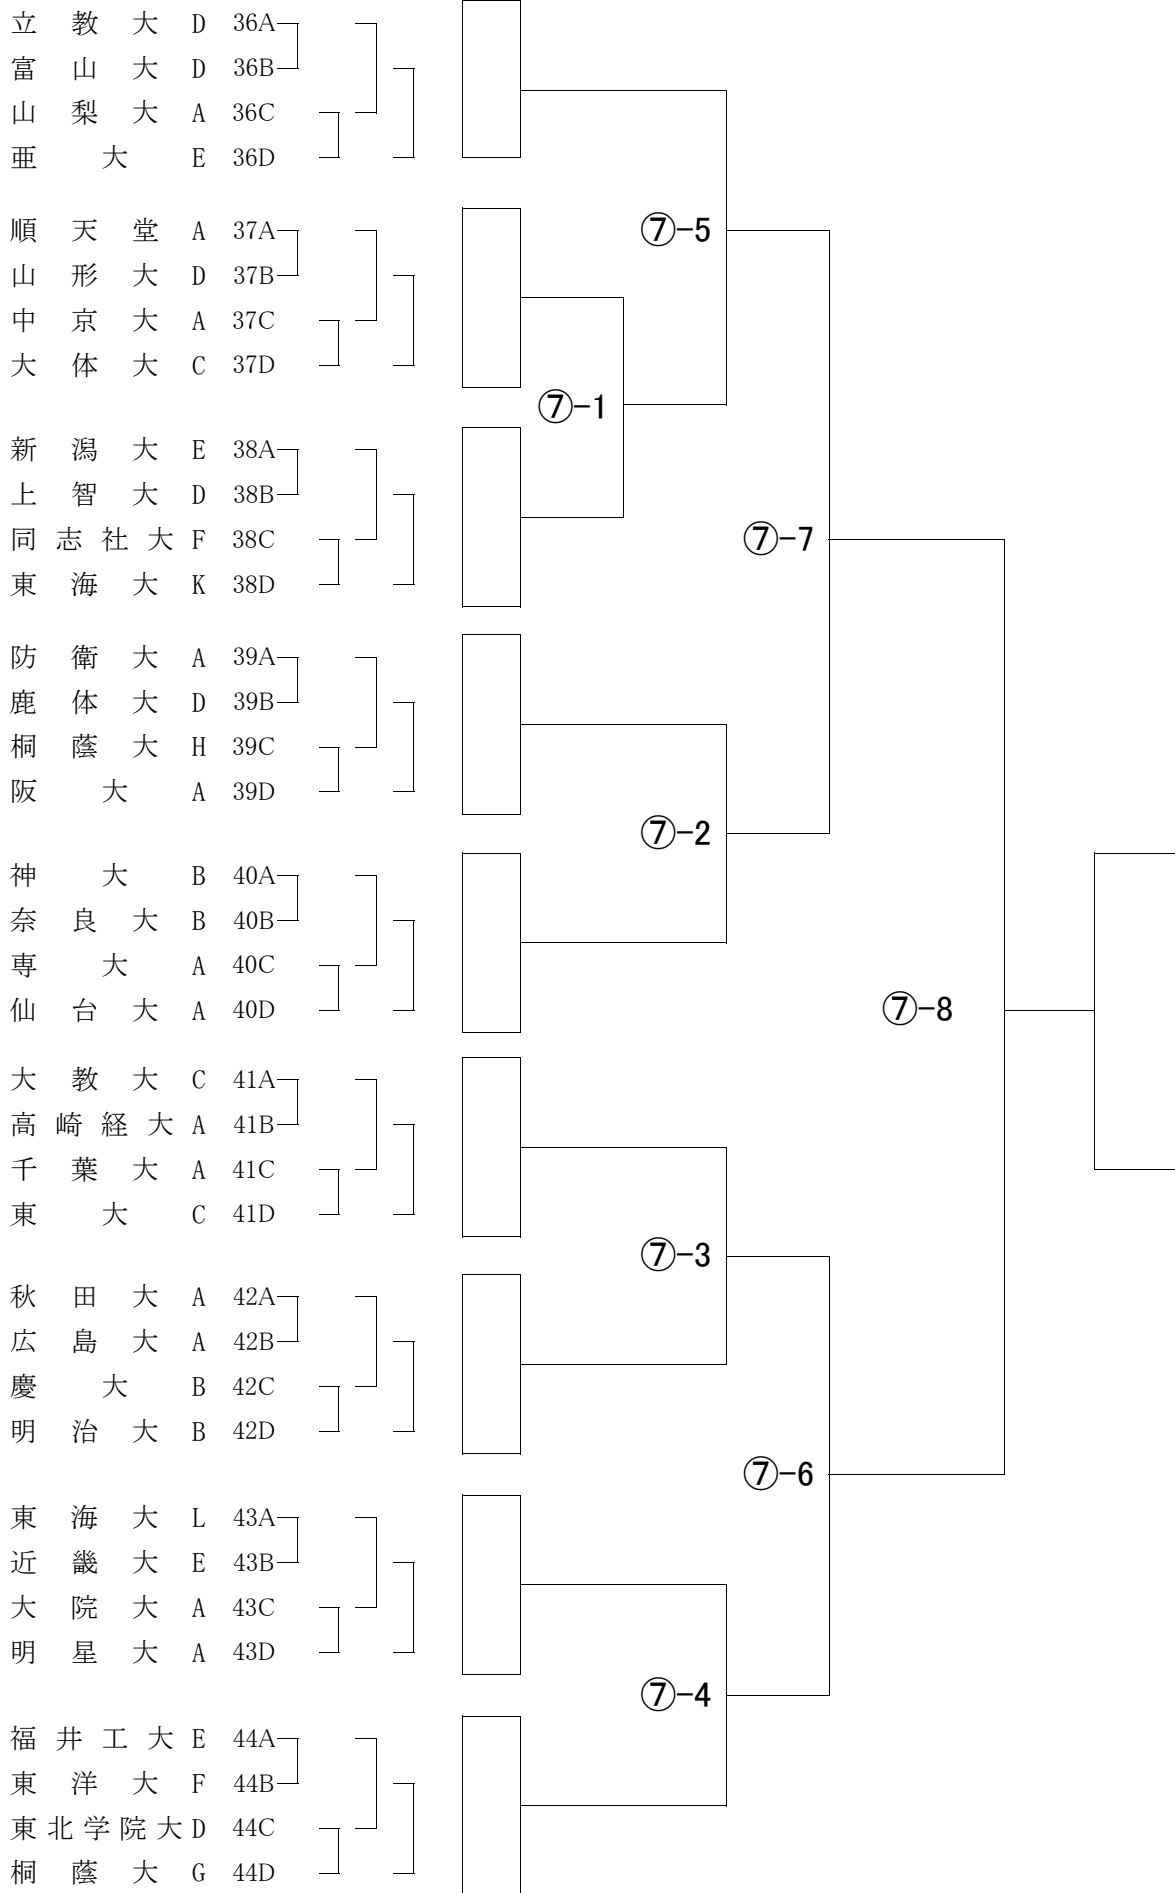 立教大 D 36A
富山大 D 36B
山梨大 A 36C
亜大 E 36D
順天堂 A 37A
⑦-5
山形大 D 37B
中京大 A 37C
大体大 C 37D
⑦-1
新潟大 E 38A
上智大 D 38B
同志社大 F 38C
⑦-7
東海大 K 38D
防衛大 A 39A
鹿体大 D 39B
桐蔭大 H 39C
阪大 A 39D
⑦-2
神大 B 40A
奈良大 B 40B
専大 A 40C
仙台大 A 40D
⑦-8
大教大 C 41A
高崎経大 A 41B
千葉大 A 41C
東大 C 41D
⑦-3
秋田大 A 42A
広島大 A 42B
慶大 B 42C
明治大 B 42D
⑦-6
東海大 L 43A
近畿大 E 43B
大院大 A 43C
明星大 A 43D
⑦-4
福井工大 E 44A
東洋大 F 44B
東北学院大 D 44C
桐蔭大 G 44D